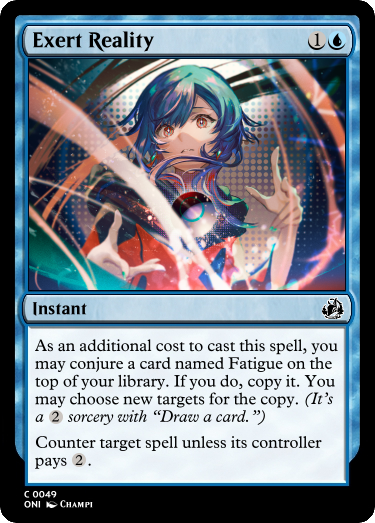 Exert Reality 1
Instant
As an additional cost to cast this spell, you
may conjure a card named Fatigue on the
top of your library. If you do, copy it. You
may choose new targets for the copy. (It's
a 2 sorcery with “Draw a card.”)
Counter target spell unless its controller
pays 2.
C 0049
ONI CHAMPI